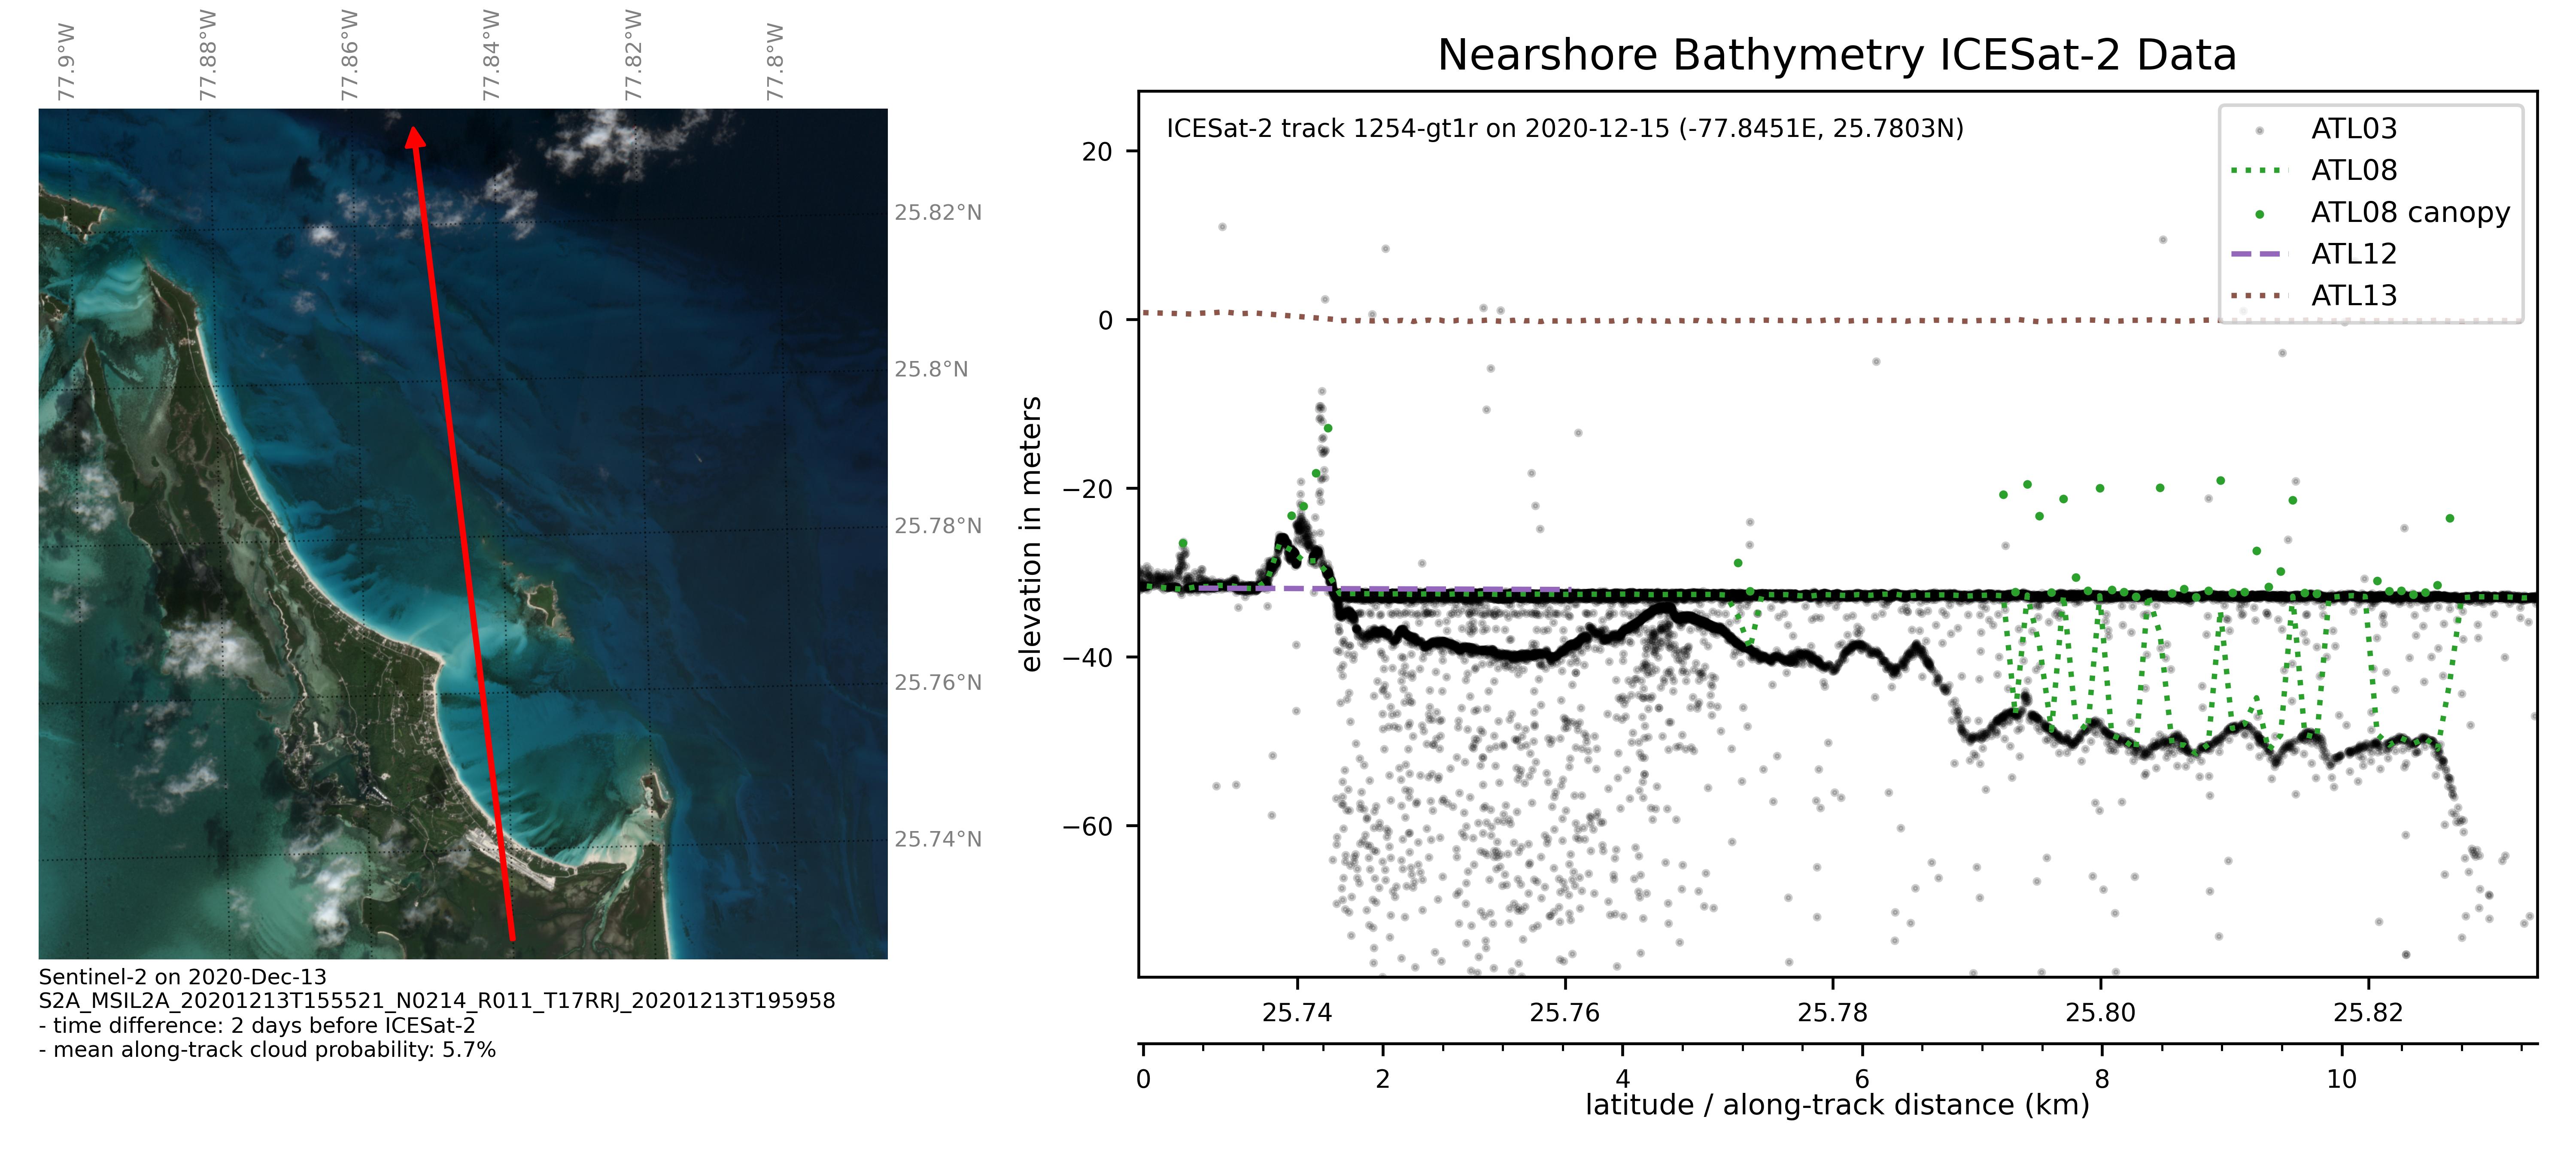 77.9°W
77.88°W
77.86°W
77.84°W
77.82°W
77.8°W
25.82°N
25.8°N
25.78°N
25.76°N
25.74°N
Sentinel-2 on 2020-Dec-13
S2A_MSIL2A_20201213T155521_N0214_R011_T17RRJ_20201213T195958
- time difference: 2 days before ICESat-2
- mean along-track cloud probability: 5.7%
Nearshore Bathymetry ICESat-2 Data
ICESat-2 track 1254-gt1r on 2020-12-15 (-77.8451E, 25.7803N)
ATL03
ATL08
ATL08 canopy
ATL12
ATL13
elevation in meters
20
0
−20
−40
−60
25.74 25.76 25.78 25.80 25.82
0 2 4 6 8 10
latitude / along-track distance (km)